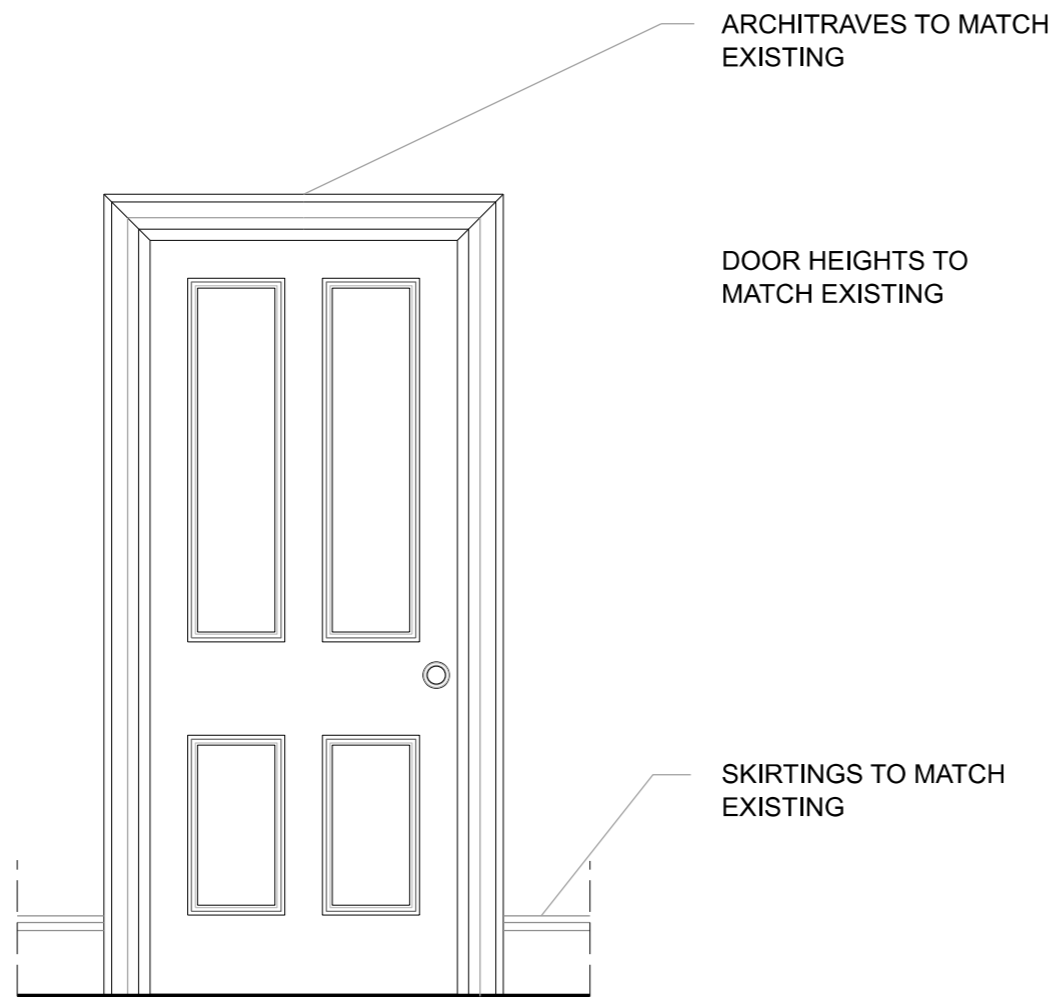 ARCHITRAVES TO MATCH
EXISTING
DOOR HEIGHTS TO
MATCH EXISTING
SKIRTINGS TO MATCH
EXISTING